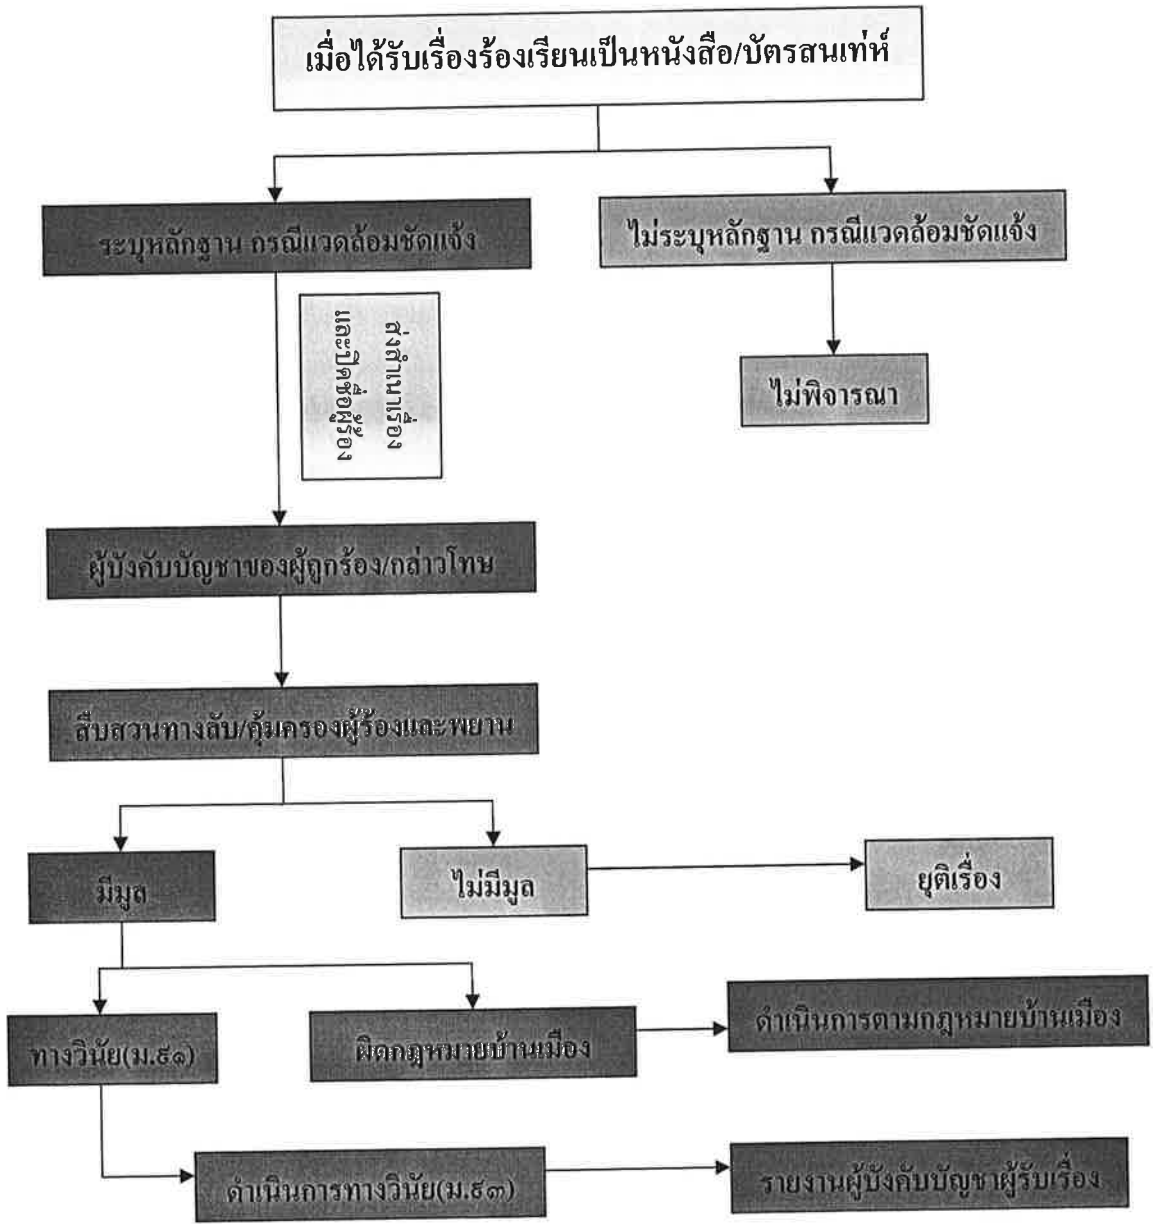 เมื่อได้รับเรื่องร้องเรียนเป็นหนังสือ/บัตรสนเท่ห์
ระบุหลักฐาน กรณีแวดล้อมชัดแจ้ง
ไม่ระบุหลักฐาน กรณีแวดล้อมชัดแจ้ง
ส่งสำเนาเรื่อง
และปิดชื่อผู้ร้อง
ไม่พิจารณา
ผู้บังคับบัญชาของผู้ถูกร้อง/กล่าวโทษ
สืบสวนทางลับ/คุ้มครองผู้ร้องและพยาน
มีมูล
ไม่มีมูล
ยุติเรื่อง
ทางวินัย(ม.๙๑)
ผิดกฎหมายบ้านเมือง
ดำเนินการตามกฎหมายบ้านเมือง
ดำเนินการทางวินัย(ม.๙๓)
รายงานผู้บังคับบัญชาผู้รับเรื่อง